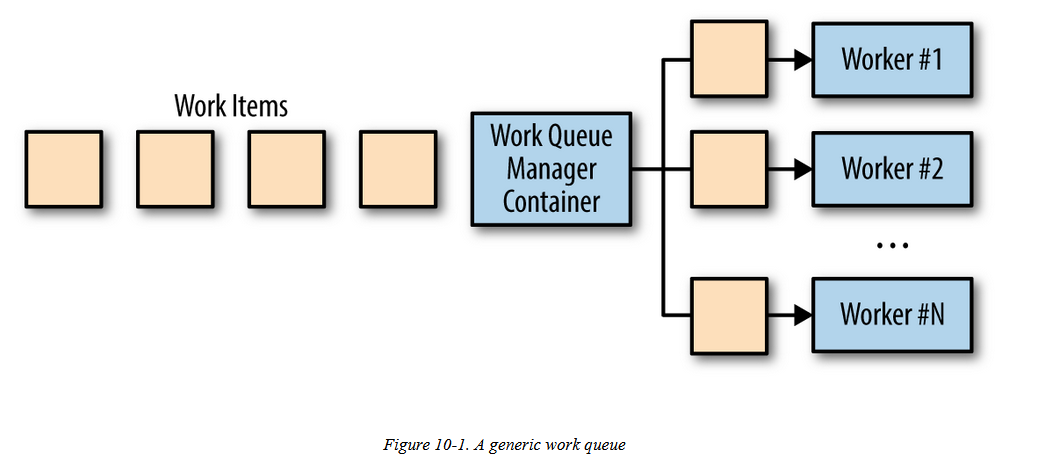 Work Items
Work Queue
Manager
Container
Worker #1
Worker #2
...
Worker #N
Figure 10-1. A generic work queue